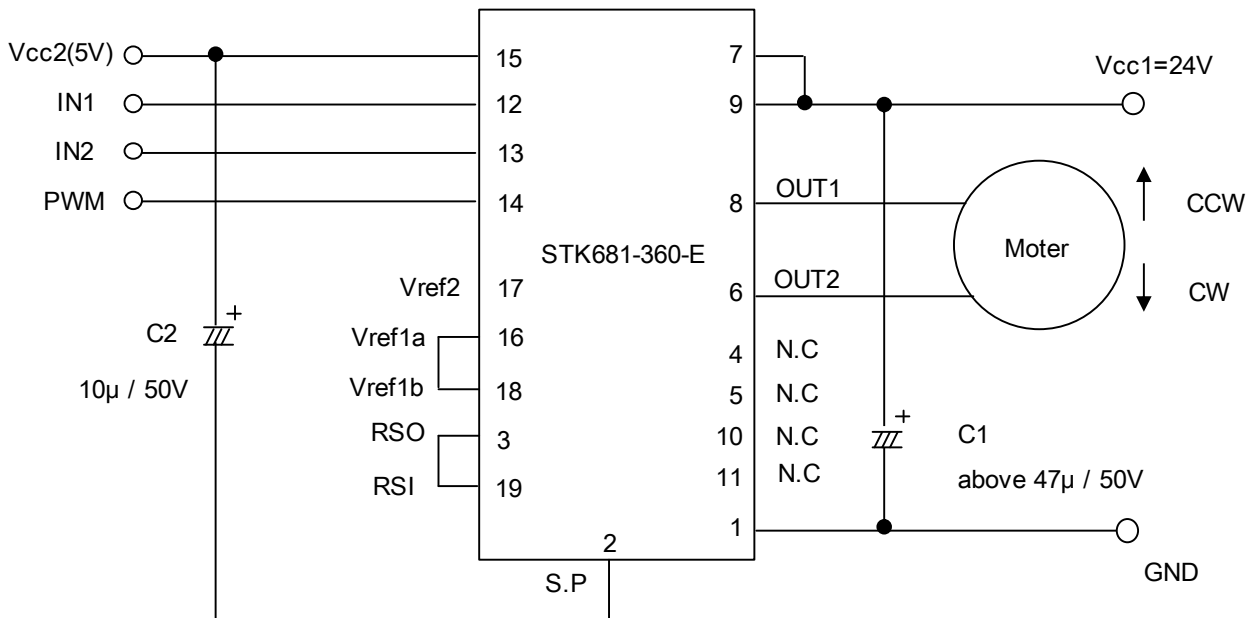 Vcc2(5V)
IN1
IN2
PWM
15
12
13
14
Vref2
17
Vref1a
16
Vref1b
18
RSO
3
RSI
19
C2
+
10µ / 50V
STK681-360-E
2
S.P
7
9
Vcc1=24V
8
OUT1
6
OUT2
Moter
CCW
CW
4
N.C
5
N.C
10
N.C
11
N.C
1
+
C1
above 47µ / 50V
GND